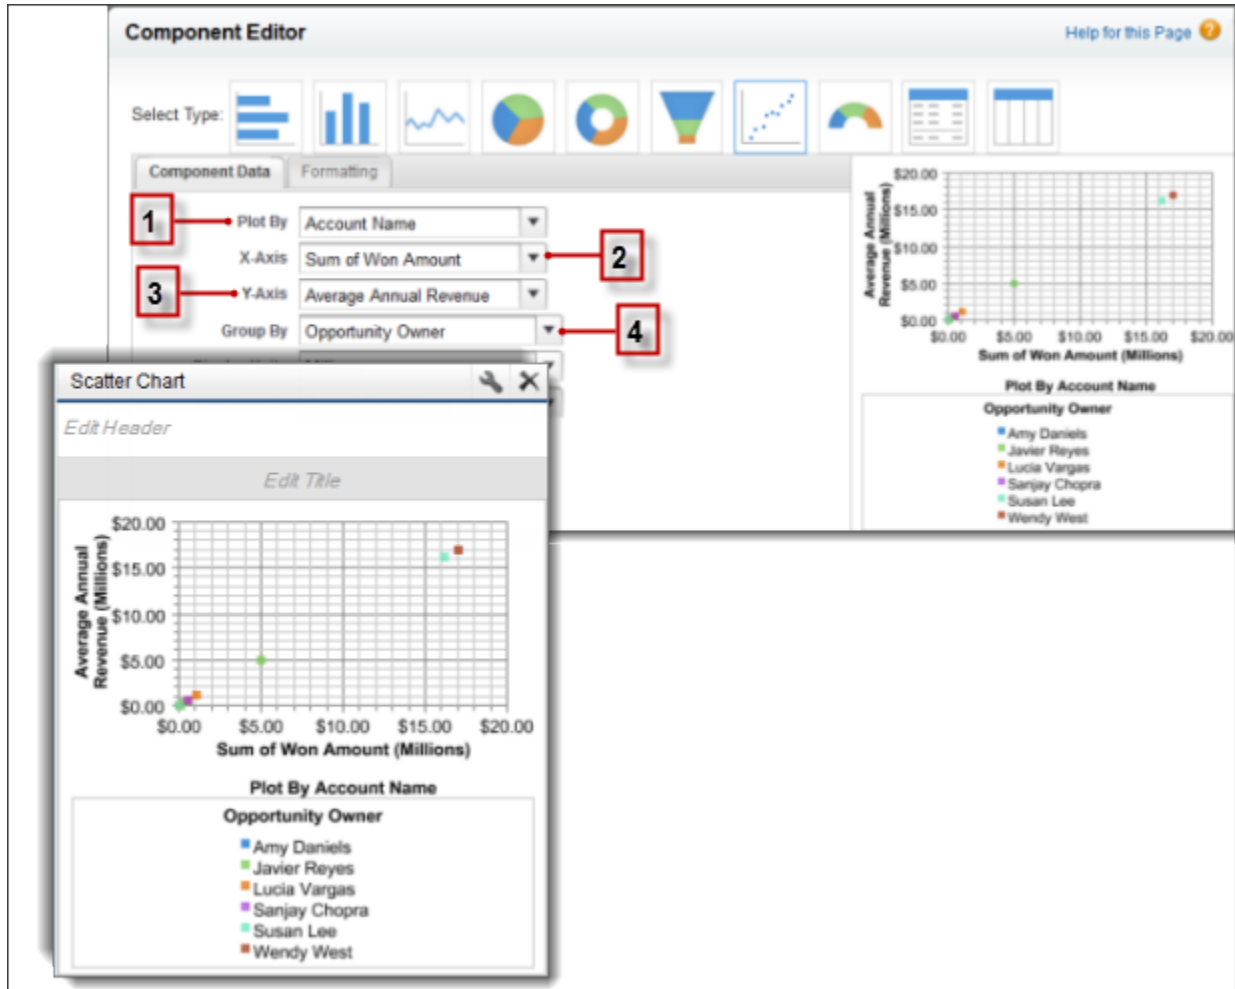 Component Editor
Help for this Page ?
Select Type:
Component Data
Formatting
1
Plot By
Account Name
X-Axis
Sum of Won Amount
2
3
Y-Axis
Average Annual Revenue
Group By
Opportunity Owner
4
Average Annual
Revenue (Millions)
$20.00
$15.00
$10.00
$5.00
$0.00
$0.00 $5.00 $10.00 $15.00 $20.00
Sum of Won Amount (Millions)
Plot By Account Name
Opportunity Owner
Amy Daniels
Javier Reyes
Lucia Vargas
Sanjay Chopra
Susan Lee
Wendy West
Scatter Chart
Edit Header
Edit Title
Average Annual
Revenue (Millions)
$20.00
$15.00
$10.00
$5.00
$0.00
$0.00 $5.00 $10.00 $15.00 $20.00
Sum of Won Amount (Millions)
Plot By Account Name
Opportunity Owner
Amy Daniels
Javier Reyes
Lucia Vargas
Sanjay Chopra
Susan Lee
Wendy West